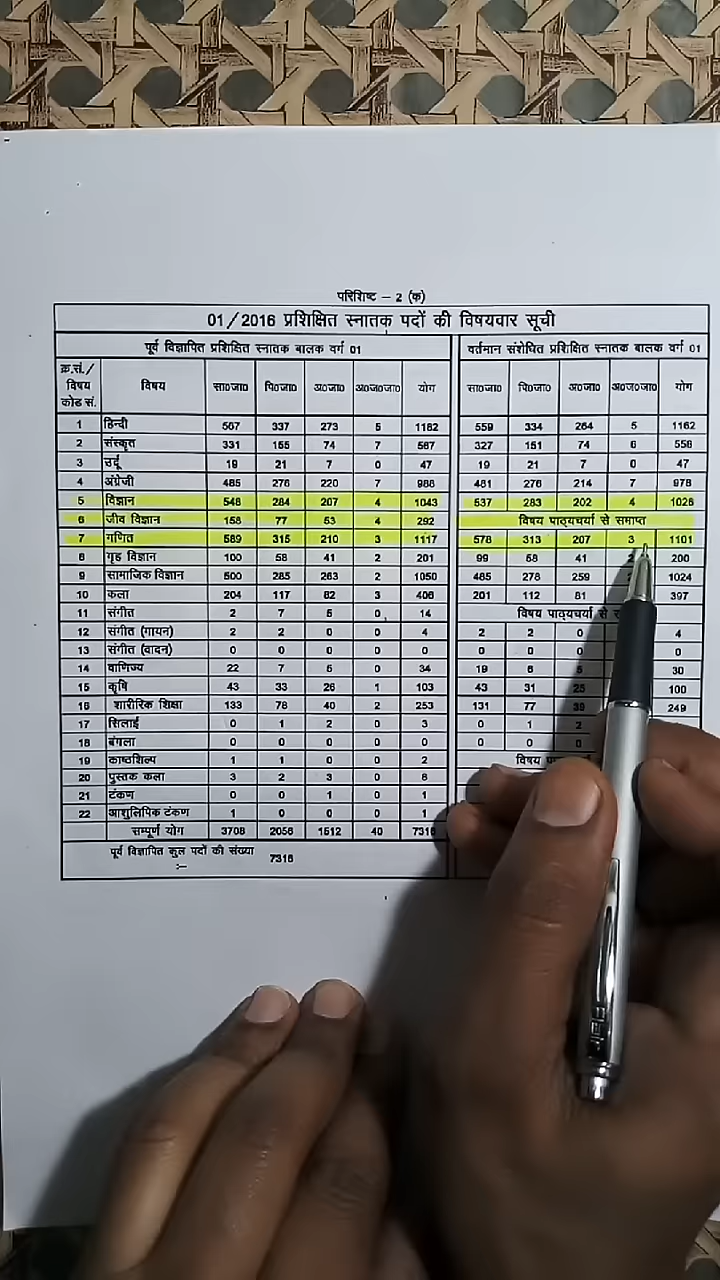 परिशिष्ट – 2 (क)
01/2016 प्रशिक्षित स्नातक पदों की विषयवार सूची
पूर्व विज्ञापित प्रशिक्षित स्नातक बालक वर्ग 01 वर्तमान संशोधित प्रशिक्षित स्नातक बालक वर्ग 01
क्र.सं./ विषय कोड सं. विषय सा0जा0 पि0जा0 अ0जा0 अ0ज0जा0 योग सा0जा0 पि0जा0 अ0जा0 अ0ज0जा0 योग
1 हिन्दी 567 337 273 5 1182 559 334 264 5 1162
2 संस्कृत 331 155 74 7 567 327 151 74 6 558
3 उर्दू 19 21 7 0 47 19 21 7 0 47
4 अंग्रेजी 485 276 220 7 988 481 276 214 7 978
5 विज्ञान 548 284 207 4 1043 537 283 202 4 1026
6 जीव विज्ञान 158 77 53 4 292 विषय पाठ्यचर्या से समाप्त
7 गणित 589 315 210 3 1117 578 313 207 3 1101
8 गृह विज्ञान 100 58 41 2 201 99 58 41 200
9 सामाजिक विज्ञान 500 285 263 2 1050 485 278 259 1024
10 कला 204 117 82 3 406 201 112 81 397
11 संगीत 2 7 5 0 14 विषय पाठ्यचर्या से
12 संगीत (गायन) 2 2 0 0 4 2 2 0 4
13 संगीत (वादन) 0 0 0 0 0 0 0 0 0
14 वाणिज्य 22 7 5 0 34 19 6 5 30
15 कृषि 43 33 26 1 103 43 31 25 100
16 शारीरिक शिक्षा 133 78 40 2 253 131 77 39 249
17 सिलाई 0 1 2 0 3 0 1 2
18 बंगला 0 0 0 0 0 0 0 0
19 काष्ठशिल्प 1 1 0 0 2 विषय
20 पुस्तक कला 3 2 3 0 8
21 टंकण 0 0 1 0 1
22 आशुलिपिक टंकण 1 0 0 0 1
सम्पूर्ण योग 3708 2056 1512 40 7316
पूर्व विज्ञापित कुल पदों की संख्या :– 7316